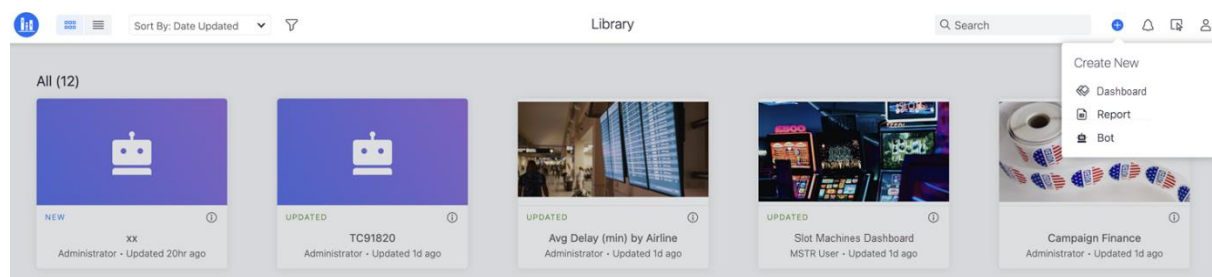 Sort By: Date Updated
Library
Search
Create New
Dashboard
Report
Bot
All (12)
NEW
xx
Administrator • Updated 20hr ago
UPDATED
TC91820
Administrator • Updated 1d ago
UPDATED
Avg Delay (min) by Airline
Administrator • Updated 1d ago
UPDATED
Slot Machines Dashboard
MSTR User • Updated 1d ago
Campaign Finance
Administrator • Updated 1d ago